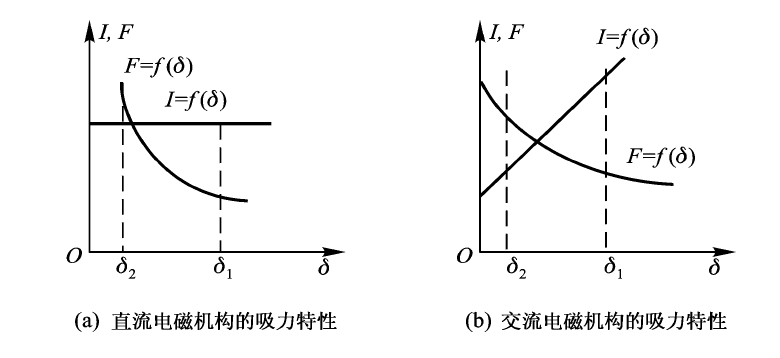 I, F
F=f(δ)
I=f(δ)
O
δ₂
δ₁
δ
(a) 直流电磁机构的吸力特性
I, F
I=f(δ)
F=f(δ)
O
δ₂
δ₁
δ
(b) 交流电磁机构的吸力特性